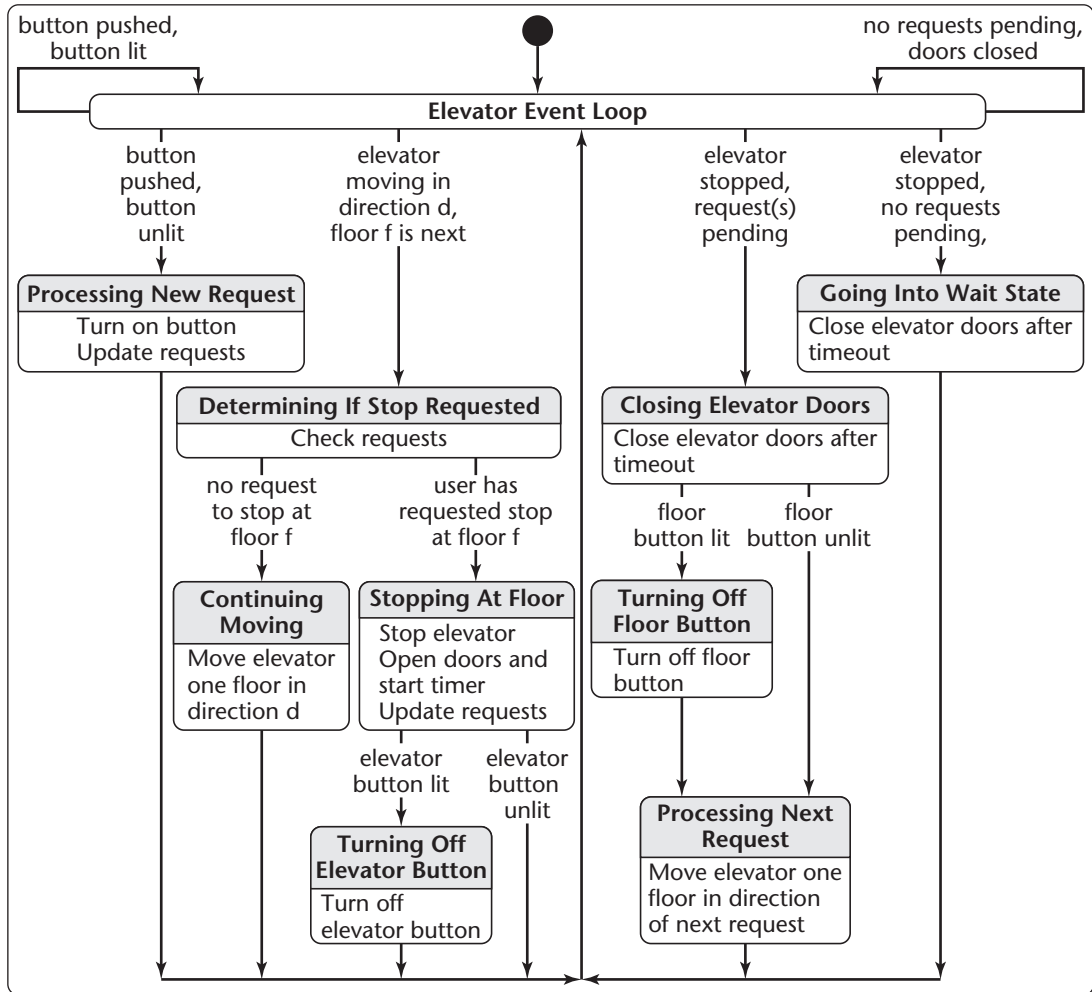 button pushed,
button lit
no requests pending,
doors closed
Elevator Event Loop
button
pushed,
button
unlit
elevator
moving in
direction d,
floor f is next
elevator
stopped,
request(s)
pending
elevator
stopped,
no requests
pending,
Processing New Request
Turn on button
Update requests
Going Into Wait State
Close elevator doors after
timeout
Determining If Stop Requested
Check requests
Closing Elevator Doors
Close elevator doors after
timeout
no request
to stop at
floor f
user has
requested stop
at floor f
floor
button lit
floor
button unlit
Continuing
Moving
Move elevator
one floor in
direction d
Stopping At Floor
Stop elevator
Open doors and
start timer
Update requests
Turning Off
Floor Button
Turn off floor
button
elevator
button lit
elevator
button
unlit
Turning Off
Elevator Button
Turn off
elevator button
Processing Next
Request
Move elevator one
floor in direction
of next request